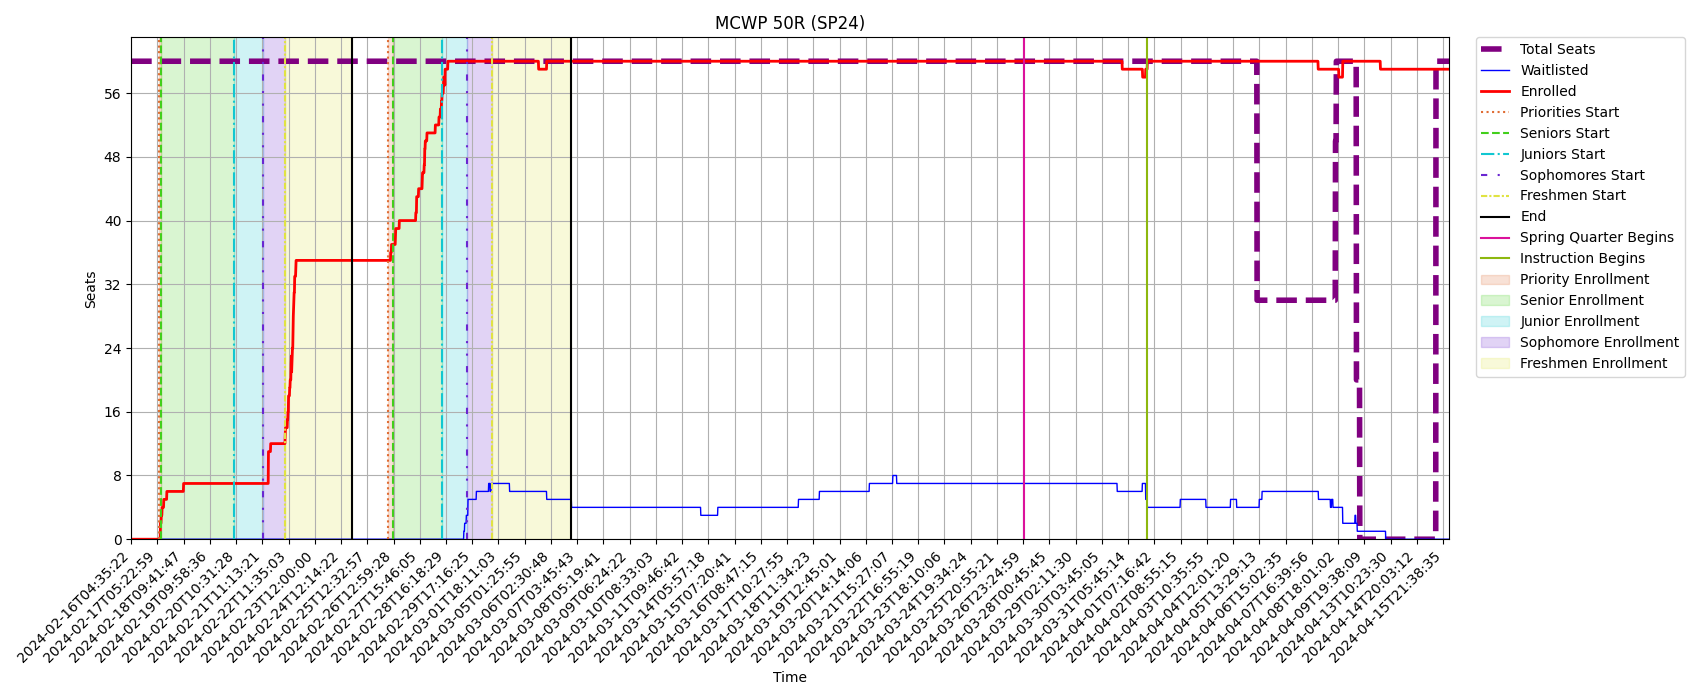 MCWP 50R (SP24)
Total Seats
Waitlisted
Enrolled
Priorities Start
Seniors Start
Juniors Start
Sophomores Start
Freshmen Start
End
Spring Quarter Begins
Instruction Begins
Priority Enrollment
Senior Enrollment
Junior Enrollment
Sophomore Enrollment
Freshmen Enrollment
Seats
56
48
40
32
24
16
8
0
2024-02-16T04:35:22
2024-02-17T05:22:59
2024-02-18T09:41:47
2024-02-19T09:58:36
2024-02-20T10:31:28
2024-02-21T11:13:21
2024-02-22T11:35:03
2024-02-23T12:00:00
2024-02-24T12:14:22
2024-02-25T12:32:57
2024-02-26T12:59:28
2024-02-27T15:46:05
2024-02-28T16:18:29
2024-02-29T17:16:23
2024-03-01T18:11:03
2024-03-05T01:25:55
2024-03-06T02:30:48
2024-03-07T03:45:43
2024-03-08T05:19:41
2024-03-09T06:24:22
2024-03-10T08:33:03
2024-03-11T09:46:42
2024-03-14T05:57:18
2024-03-15T07:20:41
2024-03-16T08:47:15
2024-03-17T10:27:55
2024-03-18T11:34:23
2024-03-19T12:45:01
2024-03-20T14:14:06
2024-03-21T15:27:07
2024-03-22T16:55:19
2024-03-23T18:10:06
2024-03-24T19:34:24
2024-03-25T20:55:21
2024-03-26T23:24:59
2024-03-28T00:45:45
2024-03-29T02:11:30
2024-03-30T03:45:05
2024-03-31T05:45:14
2024-04-01T07:16:42
2024-04-02T08:55:15
2024-04-03T10:35:55
2024-04-04T12:01:20
2024-04-05T13:29:13
2024-04-06T15:02:35
2024-04-07T16:39:56
2024-04-08T18:01:02
2024-04-09T19:38:09
2024-04-13T10:23:30
2024-04-14T20:03:12
2024-04-15T21:38:35
Time